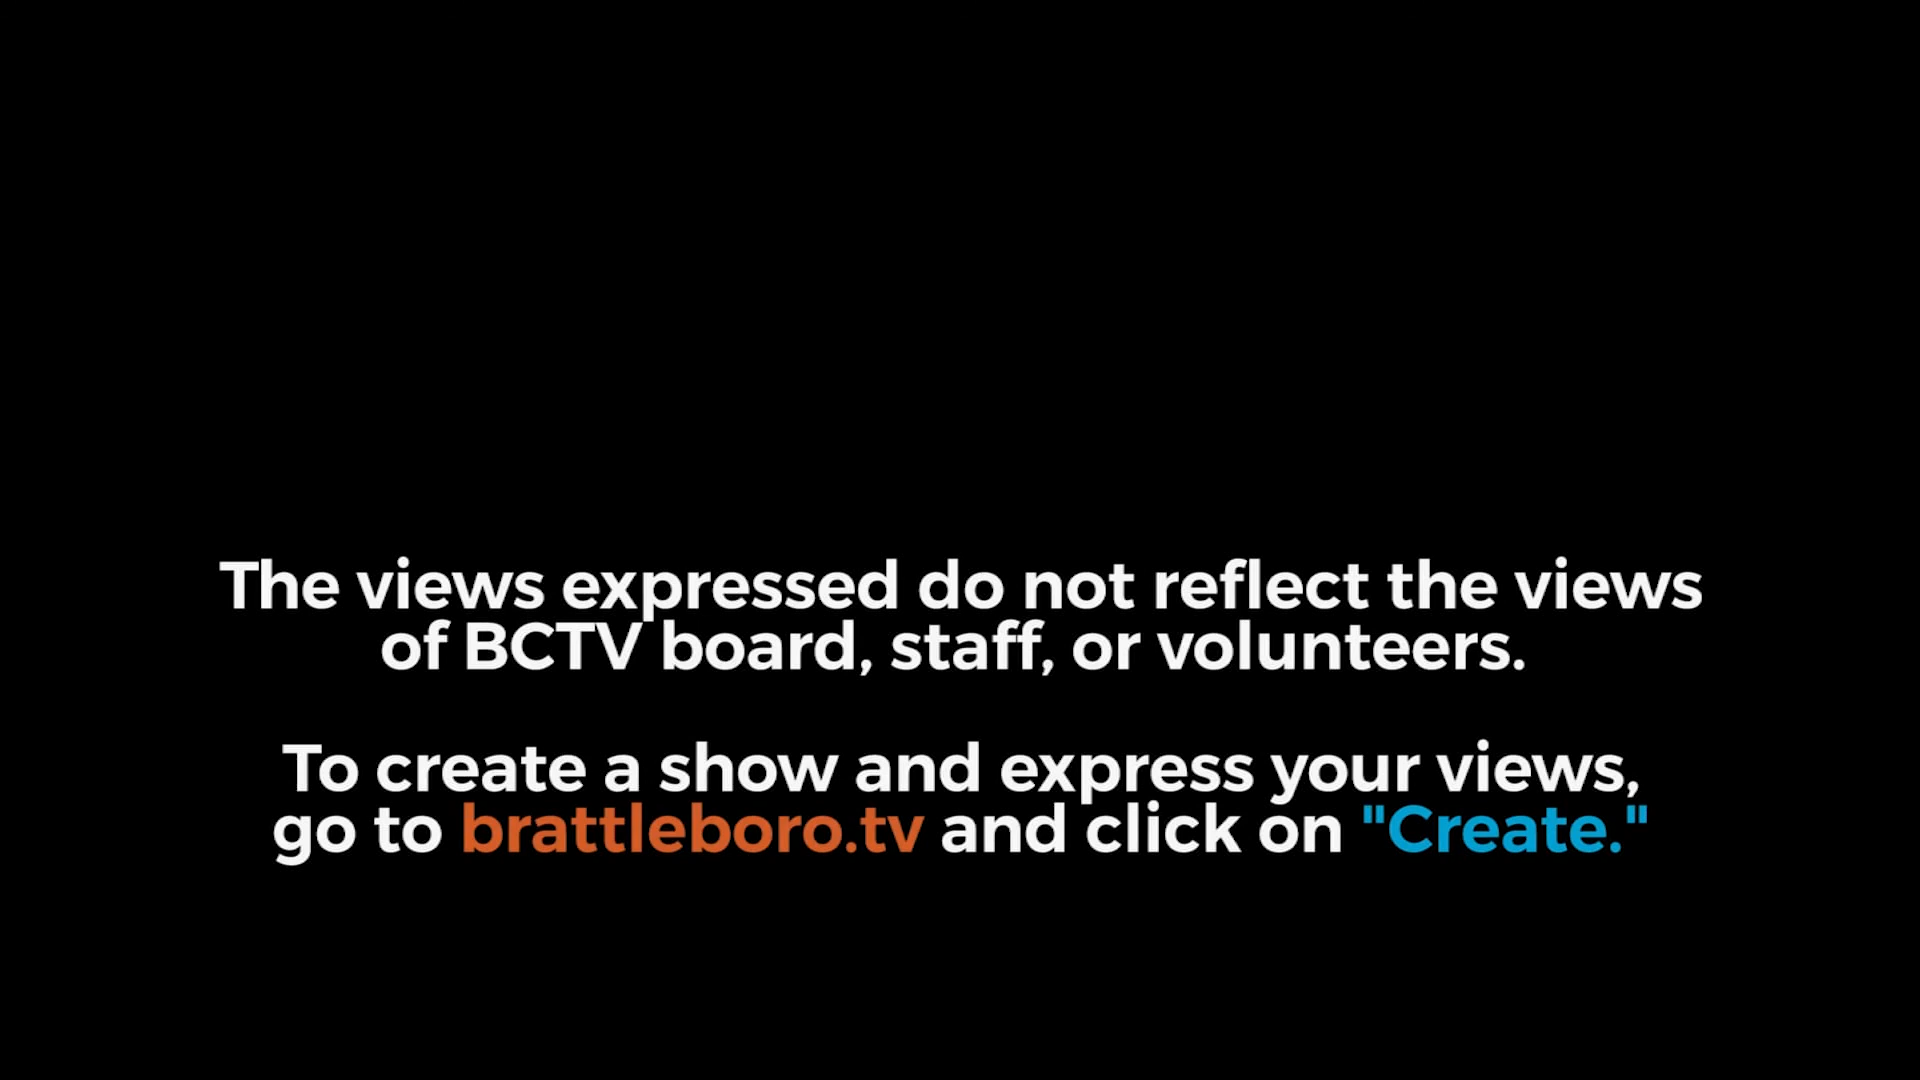 The views expressed do not reflect the views
of BCTV board, staff, or volunteers.
To create a show and express your views,
go to brattleboro.tv and click on "Create."